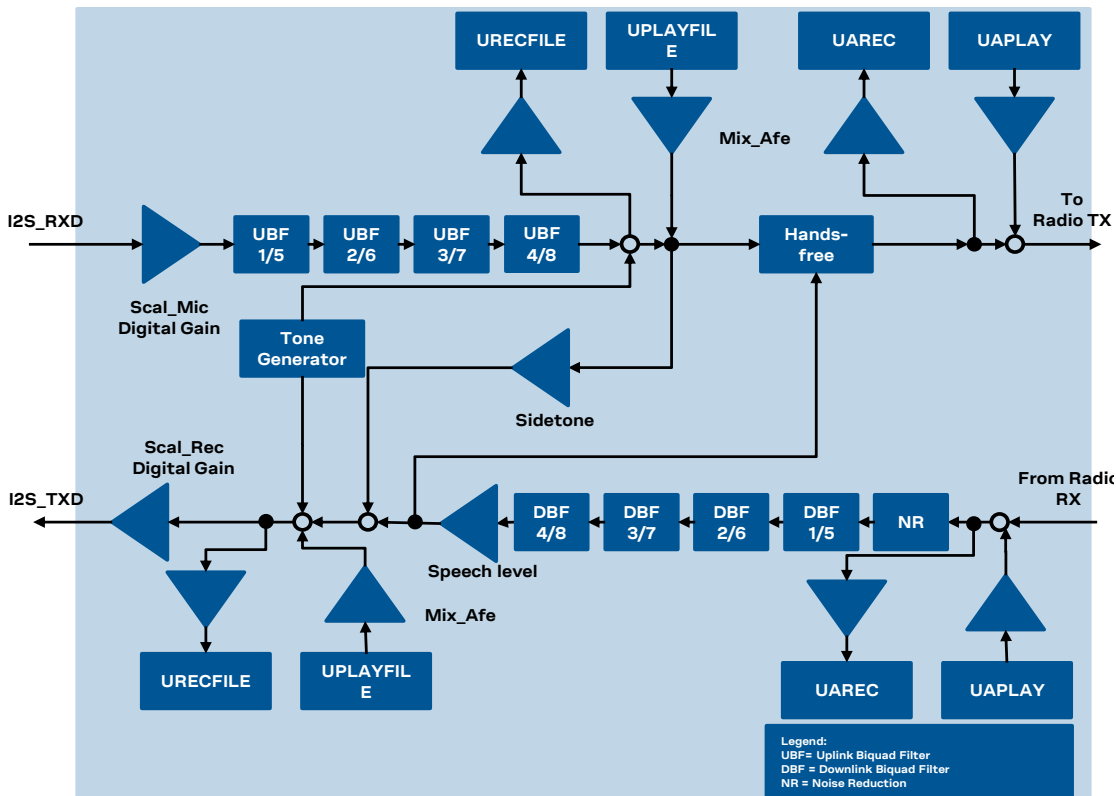 URECFILE
UPLAYFIL
E
UAREC
UAPLAY
Mix_Afe
I2S_RXD
To
Radio TX
UBF
1/5
UBF
2/6
UBF
3/7
UBF
4/8
Hands-
free
Scal_Mic
Digital Gain
Tone
Generator
Sidetone
Scal_Rec
Digital Gain
I2S_TXD
From Radio
RX
DBF
4/8
DBF
3/7
DBF
2/6
DBF
1/5
NR
Speech level
Mix_Afe
URECFILE
UPLAYFIL
E
UAREC
UAPLAY
Legend:
UBF= Uplink Biquad Filter
DBF = Downlink Biquad Filter
NR = Noise Reduction